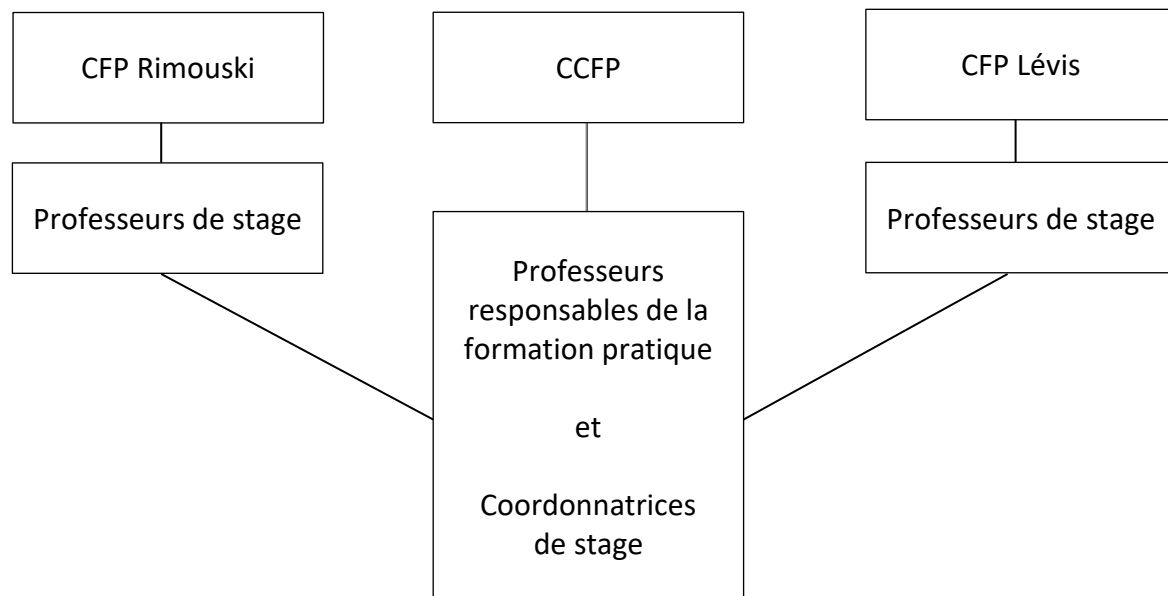 CFP Rimouski
CCFP
CFP Lévis
Professeurs de stage
Professeurs de stage
Professeurs
responsables de la
formation pratique
et
Coordonnatrices
de stage